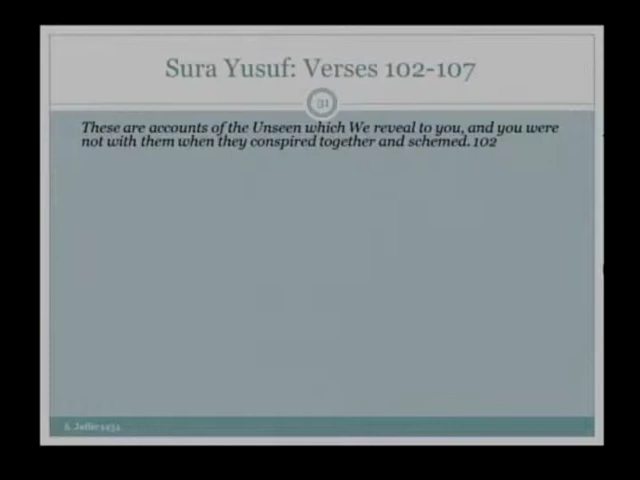 Sura Yusuf: Verses 102-107
31
These are accounts of the Unseen which We reveal to you, and you were
not with them when they conspired together and schemed. 102